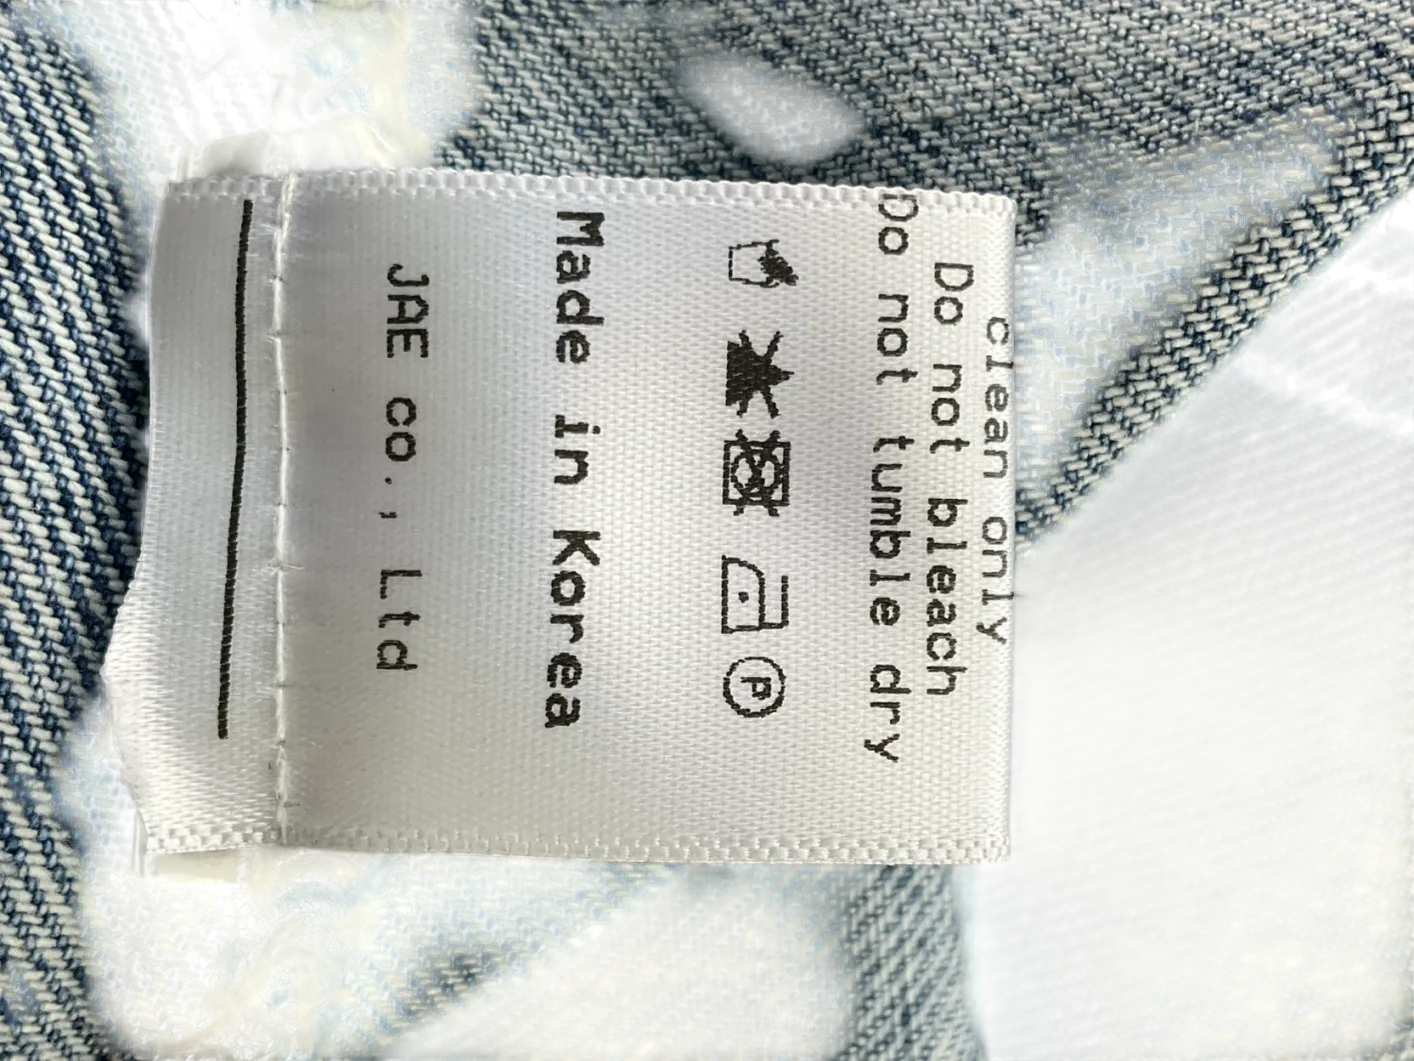 clean only
Do not bleach
Do not tumble dry
P
Made in Korea
JAE co., Ltd